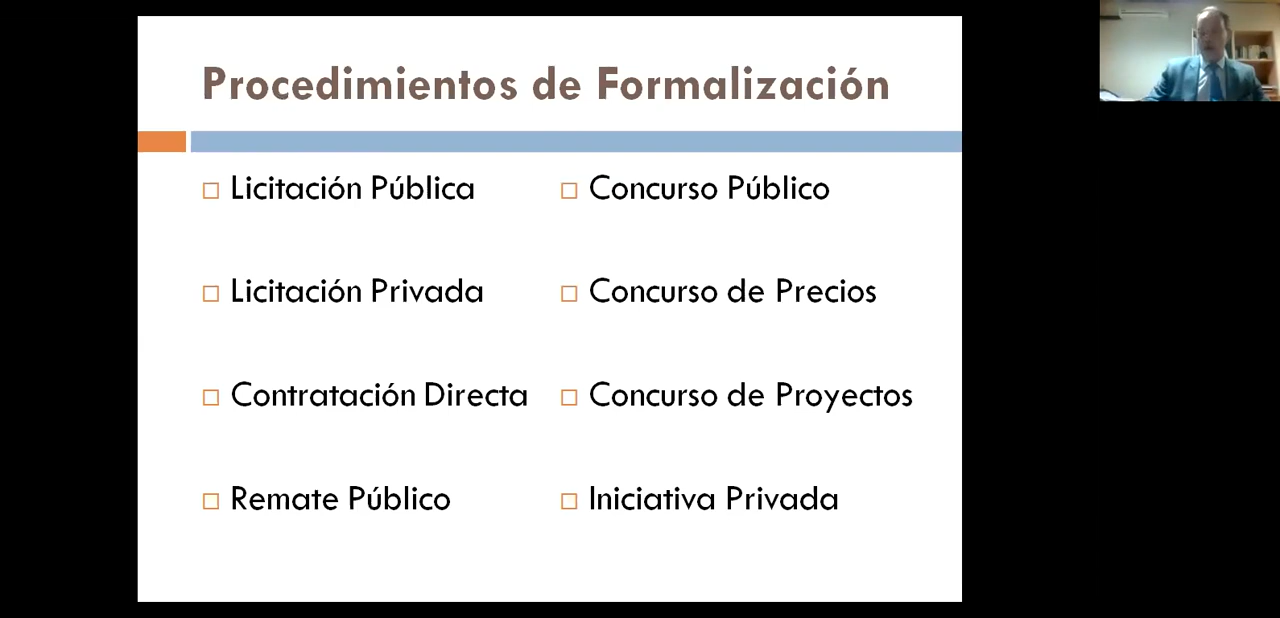 Procedimientos de Formalización
Licitación Pública
Licitación Privada
Contratación Directa
Remate Público
Concurso Público
Concurso de Precios
Concurso de Proyectos
Iniciativa Privada